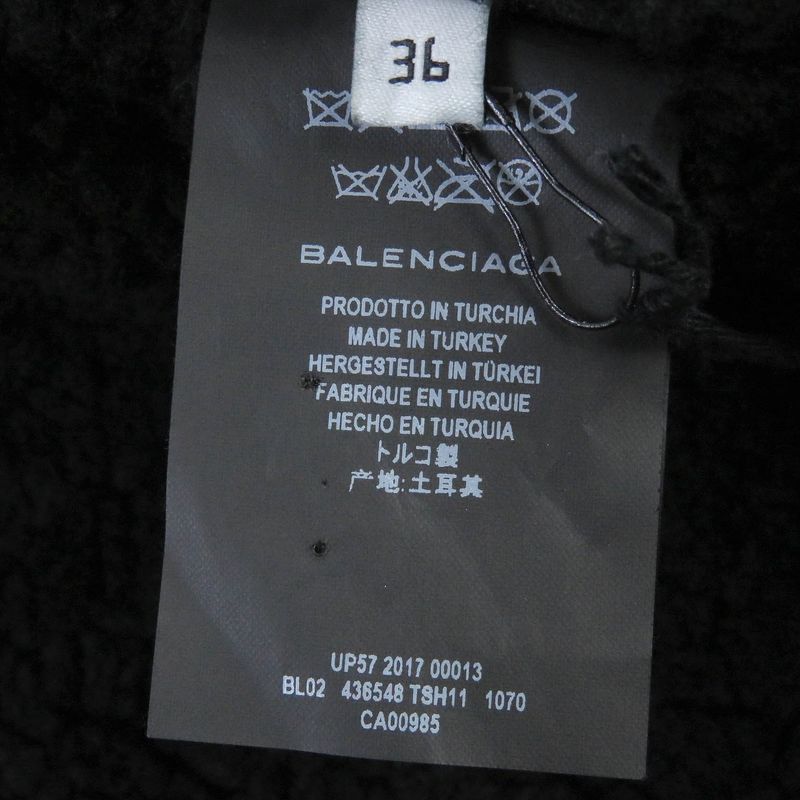 36
BALENCIAGA
PRODOTTO IN TURCHIA
MADE IN TURKEY
HERGESTELLT IN TÜRKEI
FABRIQUE EN TURQUIE
HECHO EN TURQUIA
トルコ製
产地:土耳其
UP57 2017 00013
BL02 436548 TSH11 1070
CA00985